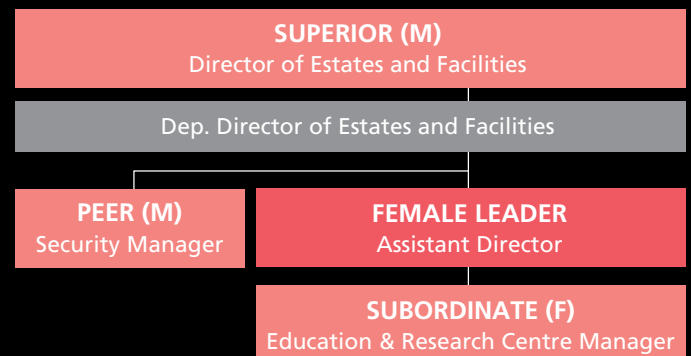 SUPERIOR (M)
Director of Estates and Facilities
Dep. Director of Estates and Facilities
PEER (M)
Security Manager
FEMALE LEADER
Assistant Director
SUBORDINATE (F)
Education & Research Centre Manager